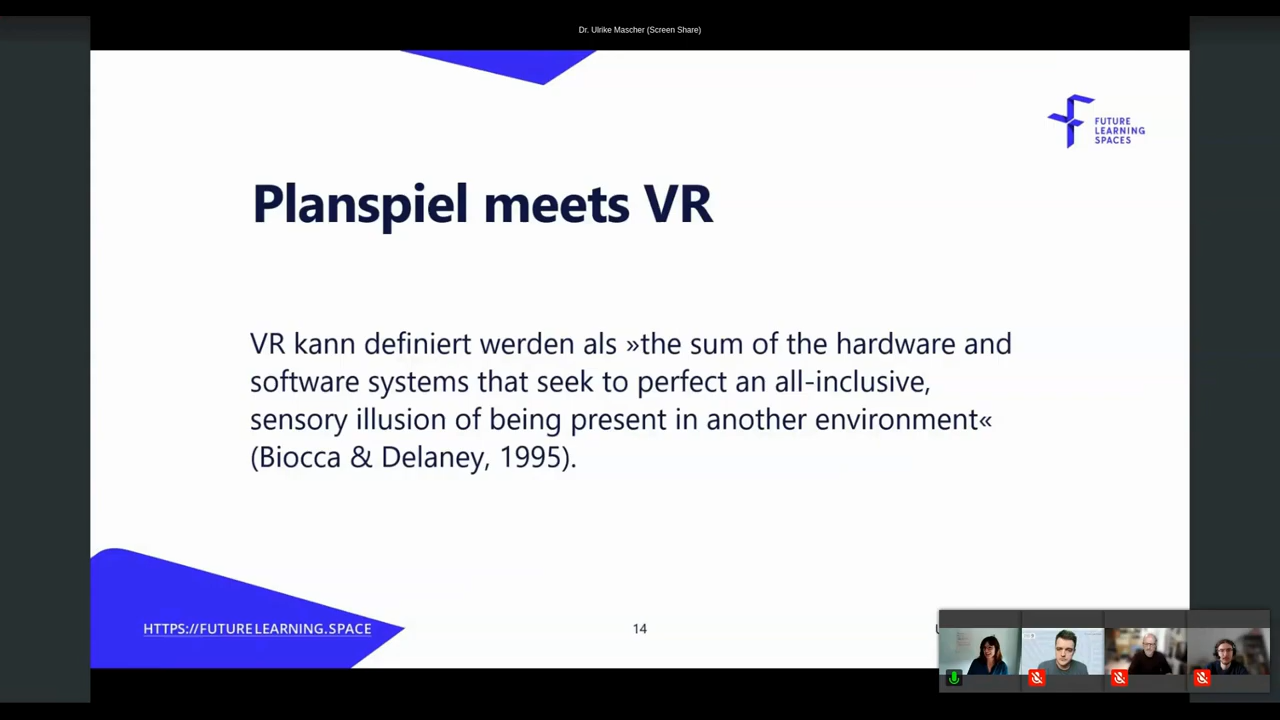 Dr. Ulrike Mascher (Screen Share)
FUTURE
LEARNING
SPACES
Planspiel meets VR
VR kann definiert werden als »the sum of the hardware and
software systems that seek to perfect an all-inclusive,
sensory illusion of being present in another environment«
(Biocca & Delaney, 1995).
HTTPS://FUTURELEARNING.SPACE
14